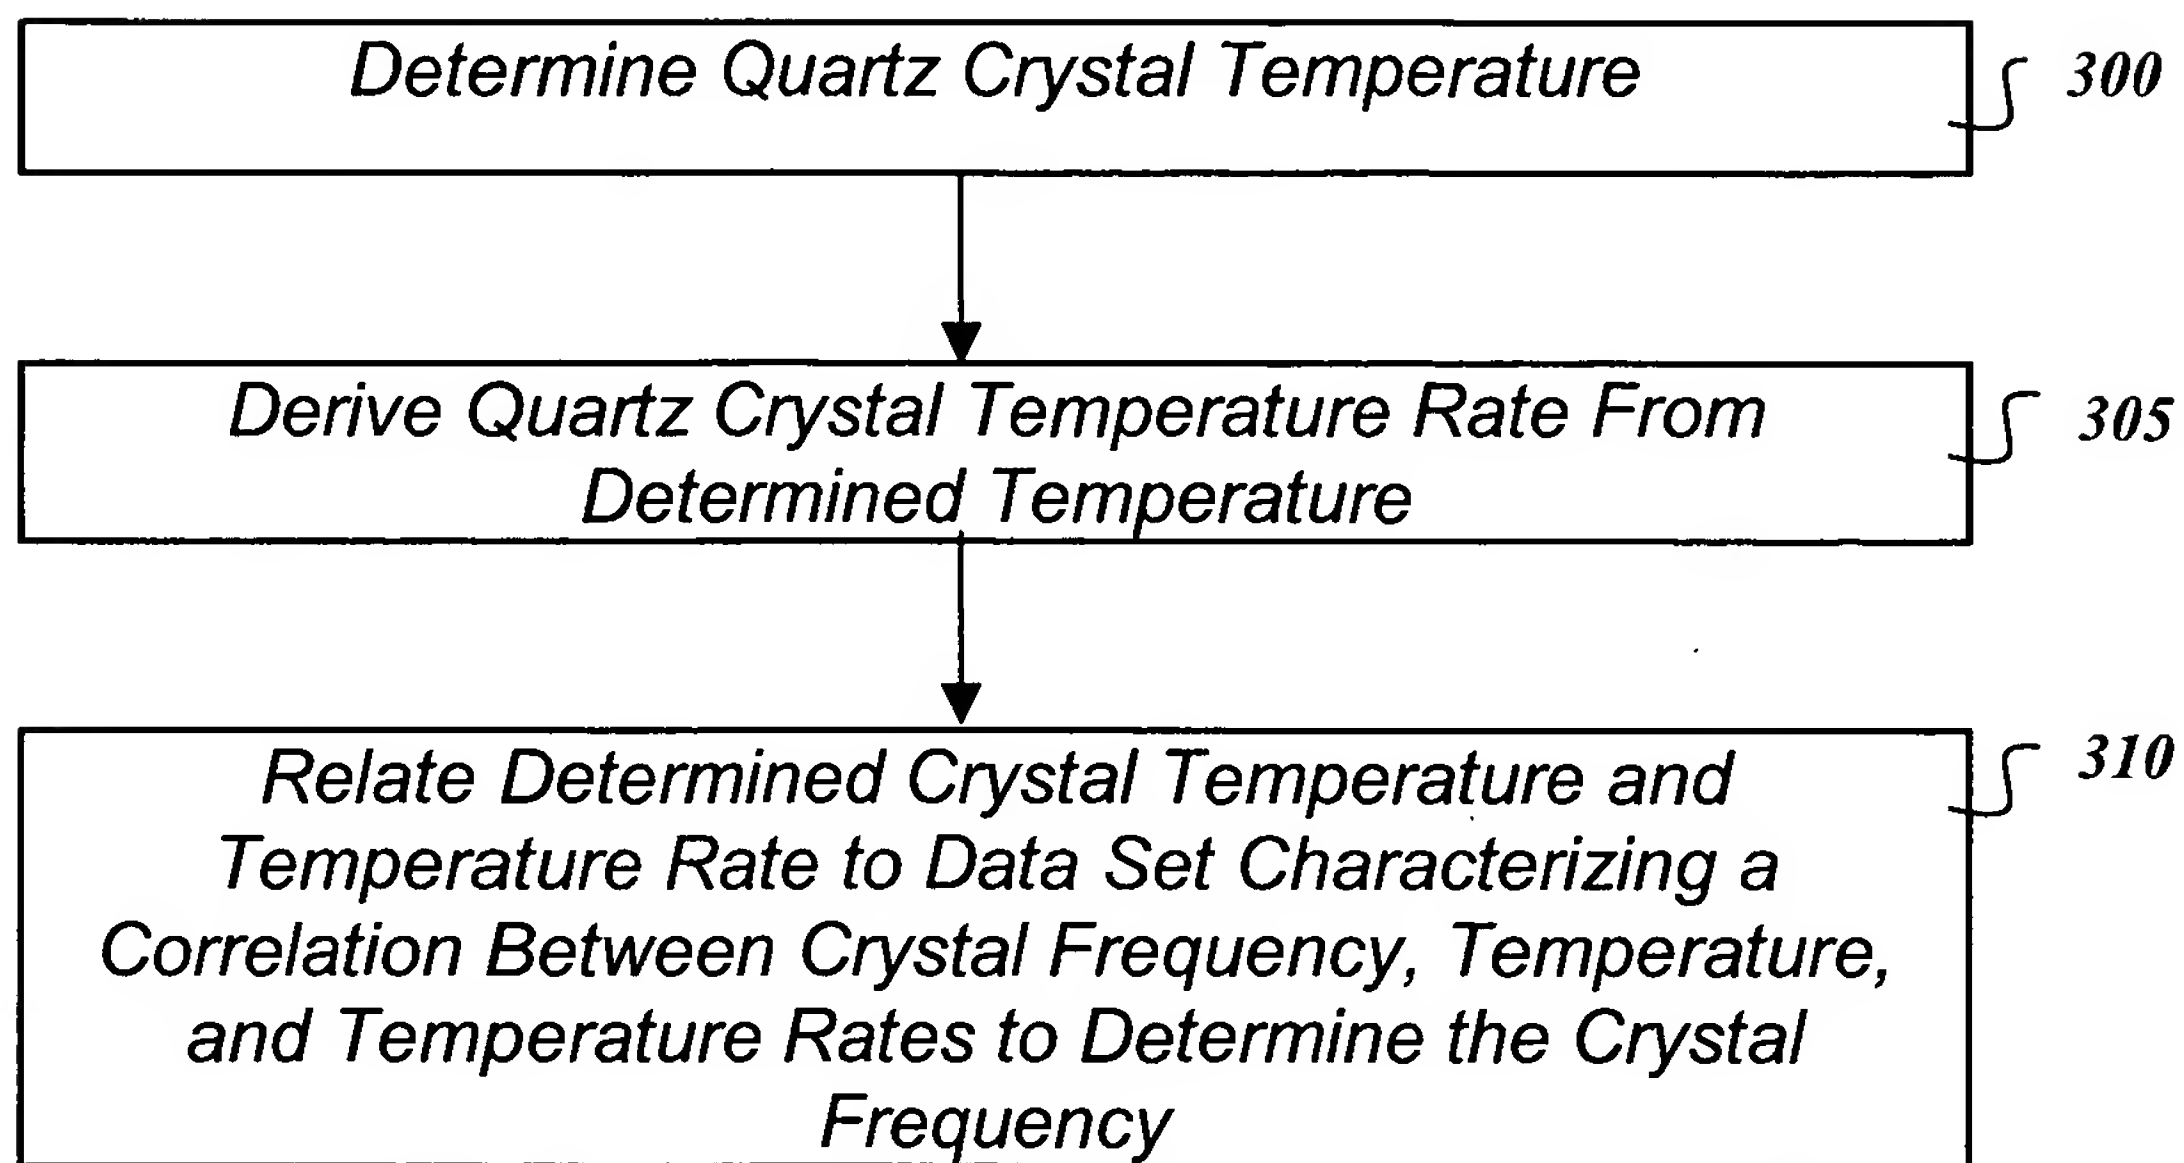 Determine Quartz Crystal Temperature
300
Derive Quartz Crystal Temperature Rate From
Determined Temperature
305
Relate Determined Crystal Temperature and
Temperature Rate to Data Set Characterizing a
Correlation Between Crystal Frequency, Temperature,
and Temperature Rates to Determine the Crystal
Frequency
310